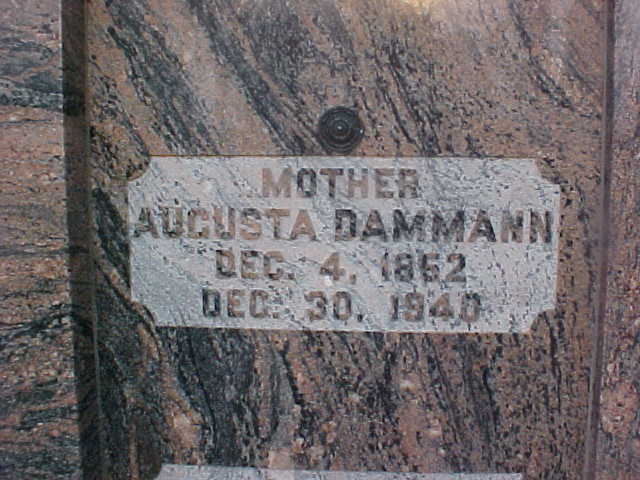 MOTHER
AUGUSTA DAMMANN
DEC. 4, 1862
DEC. 30, 1940